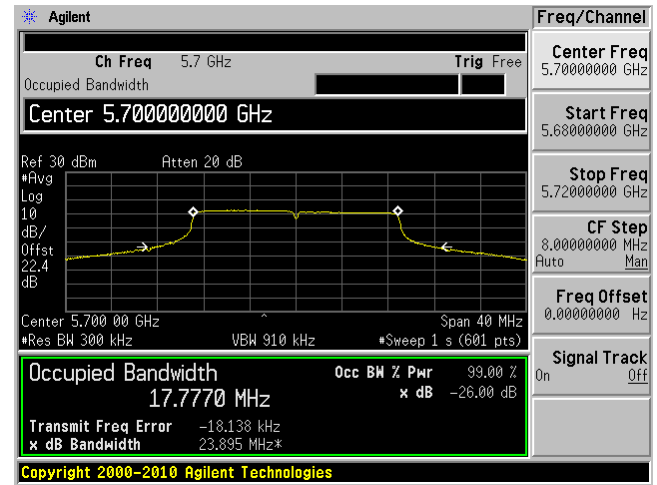 Agilent
Freq/Channel
Ch Freq 5.7 GHz Trig Free
Occupied Bandwidth
Center 5.700000000 GHz
Center Freq
5.70000000 GHz
Start Freq
5.68000000 GHz
Stop Freq
5.72000000 GHz
CF Step
8.00000000 MHz
Auto Man
Freq Offset
0.00000000 Hz
Signal Track
On Off
Ref 30 dBm Atten 20 dB
#Avg
Log
10
dB/
Offst
22.4
dB
Center 5.700 00 GHz Span 40 MHz
#Res BW 300 kHz VBW 910 kHz #Sweep 1 s (601 pts)
Occupied Bandwidth Occ BW % Pwr 99.00 %
17.7770 MHz x dB -26.00 dB
Transmit Freq Error -18.138 kHz
x dB Bandwidth 23.895 MHz*
Copyright 2000-2010 Agilent Technologies